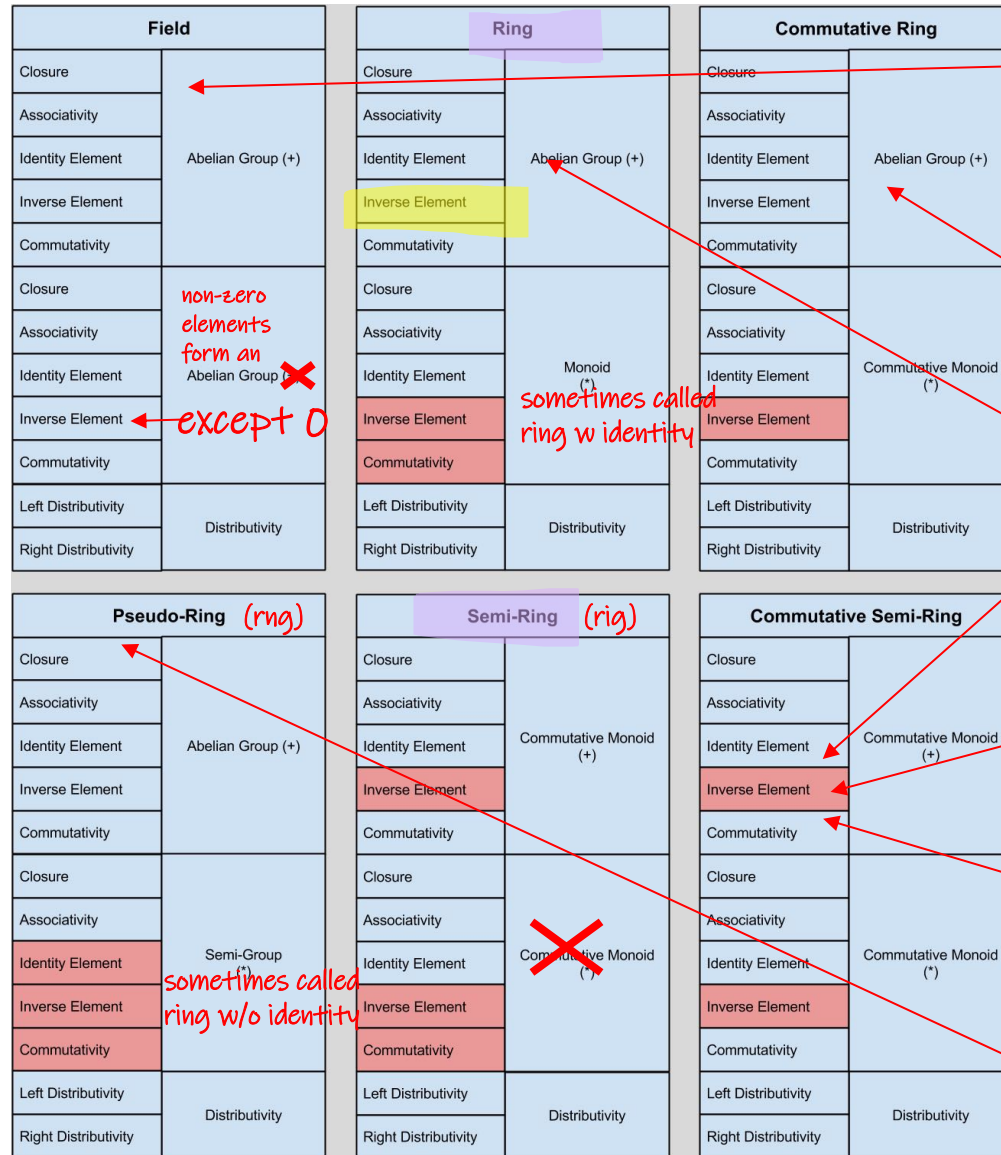 Field
Closure
Associativity
Identity Element
Inverse Element
Commutativity
Abelian Group (+)
Closure
Associativity
Identity Element
Inverse Element
Commutativity
non-zero
elements
form an
Abelian Group
except 0
Left Distributivity
Right Distributivity
Distributivity
Ring
Closure
Associativity
Identity Element
Inverse Element
Commutativity
Abelian Group (+)
Closure
Associativity
Identity Element
Inverse Element
Commutativity
Monoid
(*)
sometimes called
ring w identity
Left Distributivity
Right Distributivity
Distributivity
Commutative Ring
Closure
Associativity
Identity Element
Inverse Element
Commutativity
Abelian Group (+)
Closure
Associativity
Identity Element
Inverse Element
Commutativity
Commutative Monoid
(*)
Left Distributivity
Right Distributivity
Distributivity
Pseudo-Ring (rng)
Closure
Associativity
Identity Element
Inverse Element
Commutativity
Abelian Group (+)
Closure
Associativity
Identity Element
Inverse Element
Commutativity
Semi-Group
(*)
sometimes called
ring w/o identity
Left Distributivity
Right Distributivity
Distributivity
Semi-Ring (rig)
Closure
Associativity
Identity Element
Inverse Element
Commutativity
Commutative Monoid
(+)
Closure
Associativity
Identity Element
Inverse Element
Commutativity
Commutative Monoid
(*)
Left Distributivity
Right Distributivity
Distributivity
Commutative Semi-Ring
Closure
Associativity
Identity Element
Inverse Element
Commutativity
Commutative Monoid
(+)
Closure
Associativity
Identity Element
Inverse Element
Commutativity
Commutative Monoid
(*)
Left Distributivity
Right Distributivity
Distributivity